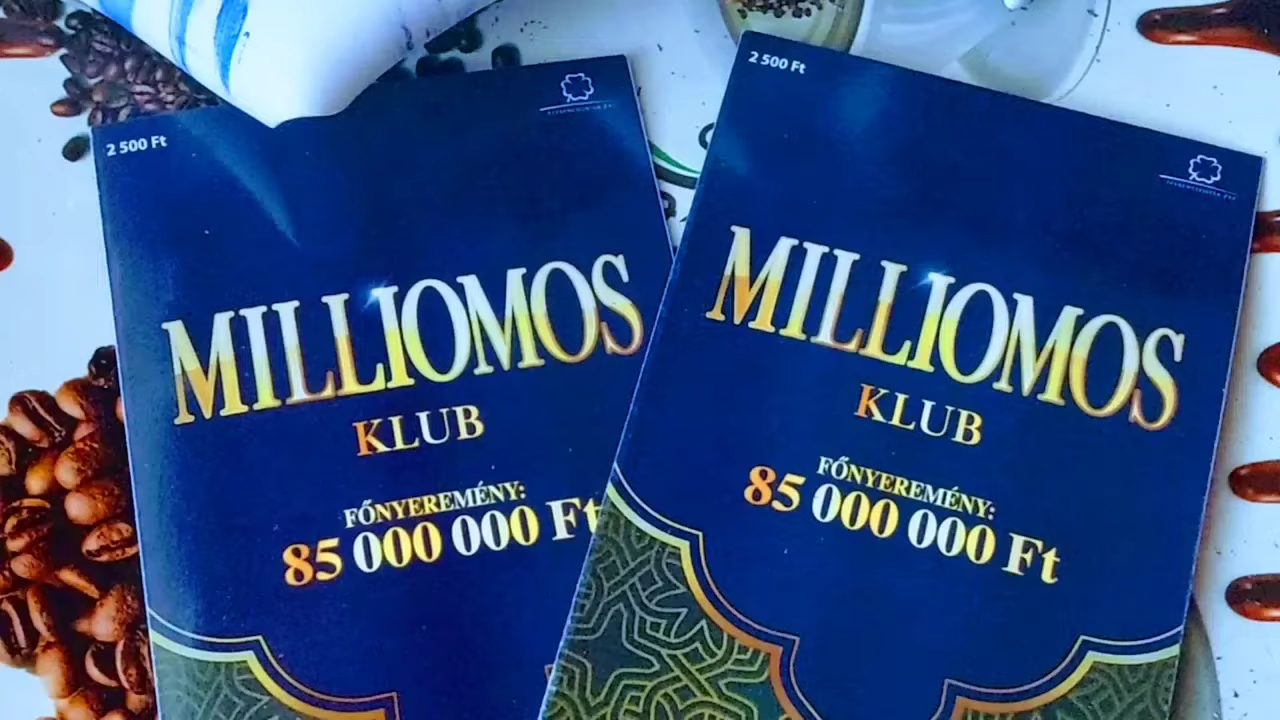 2 500 Ft
MILLIOMOS
KLUB
FŐNYEREMÉNY:
85 000 000 Ft
2 500 Ft
MILLIOMOS
KLUB
FŐNYEREMÉNY:
85 000 000 Ft